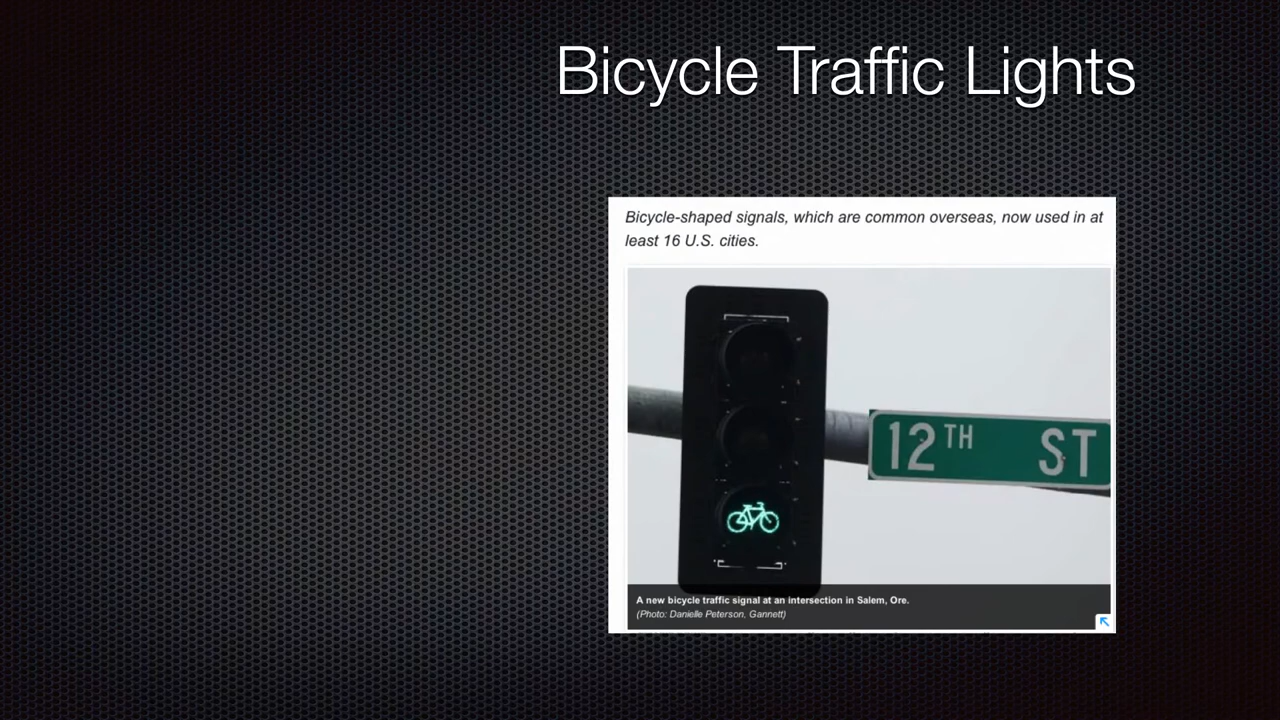 Bicycle Traffic Lights
Bicycle-shaped signals, which are common overseas, now used in at
least 16 U.S. cities.
12TH ST
A new bicycle traffic signal at an intersection in Salem, Ore.
(Photo: Danielle Peterson, Gannett)